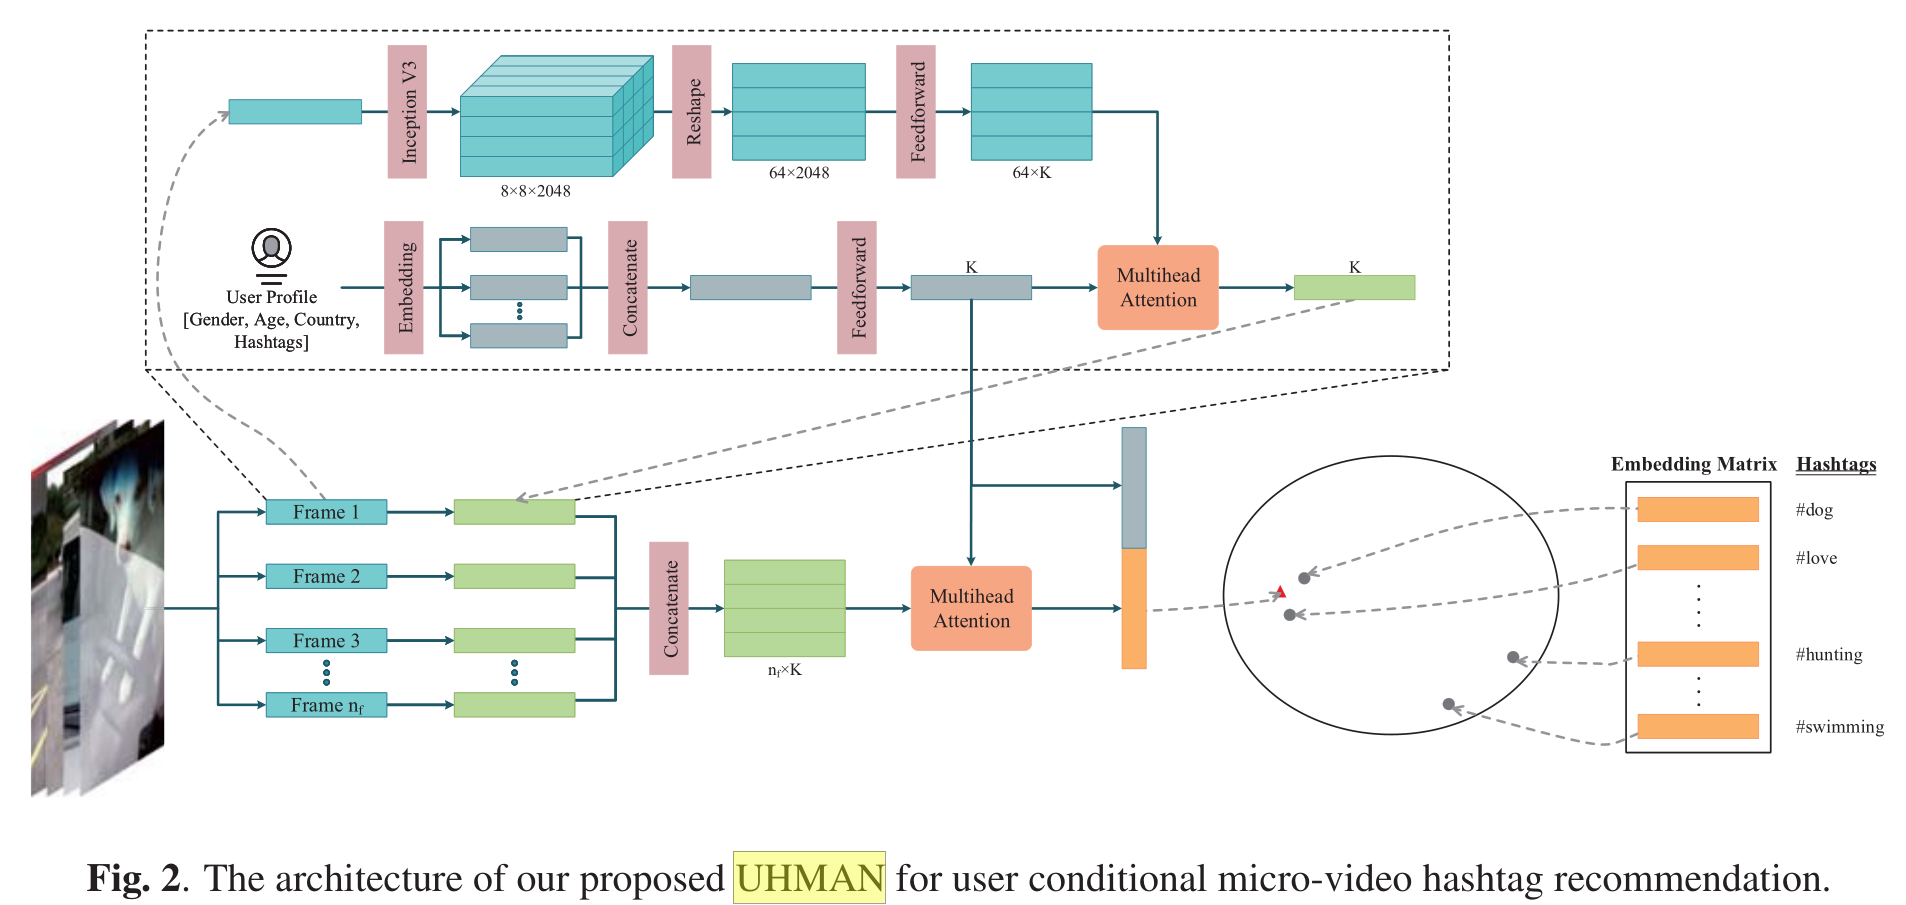 Inception V3
8×8×2048
Reshape
64×2048
Feedforward
64×K
User Profile
[Gender, Age, Country,
Hashtags]
Embedding
Concatenate
Feedforward
K
Multihead
Attention
K
Frame 1
Frame 2
Frame 3
Frame nf
Concatenate
nf×K
Multihead
Attention
Embedding Matrix
Hashtags
#dog
#love
#hunting
#swimming
Fig. 2. The architecture of our proposed UHMAN for user conditional micro-video hashtag recommendation.